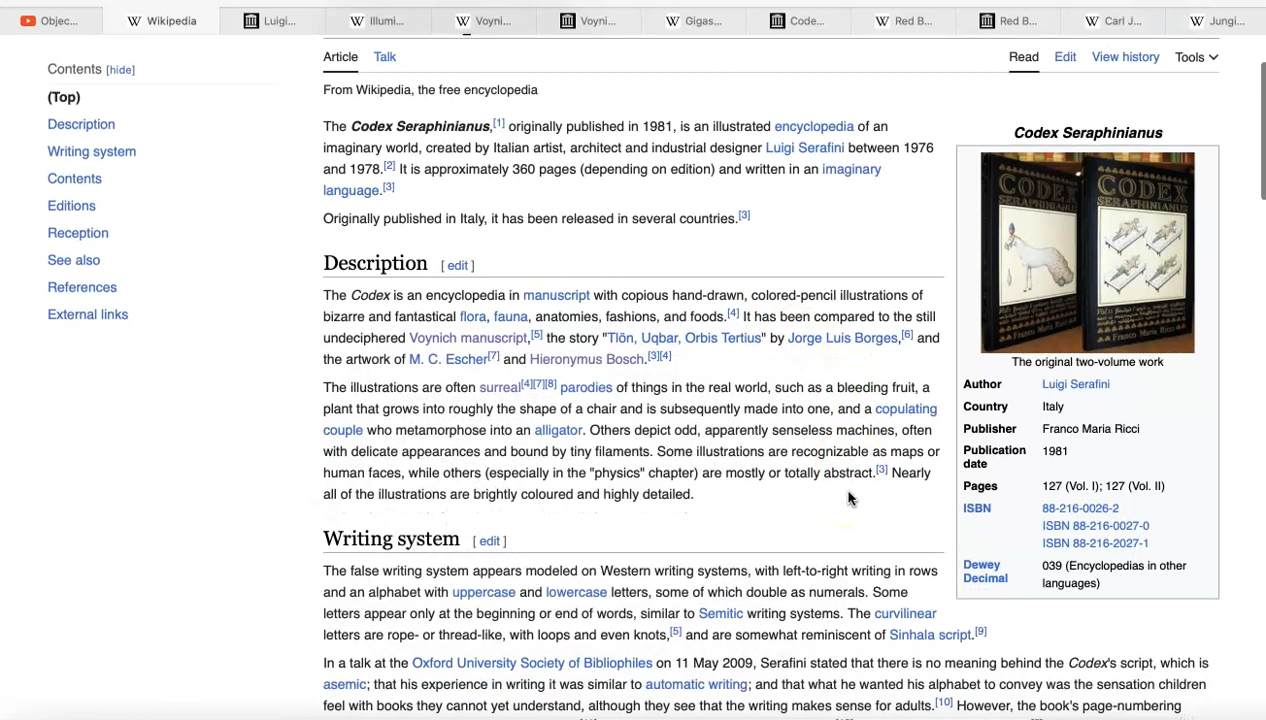 Objec...
Wikipedia
Luigi...
Illumi...
Voyni...
Voyni...
Gigas...
Code...
Red B...
Red B...
Carl J...
Jungi...
Contents [hide]
(Top)
Description
Writing system
Contents
Editions
Reception
See also
References
External links
Article Talk
Read Edit View history Tools
From Wikipedia, the free encyclopedia
The Codex Seraphinianus,[1] originally published in 1981, is an illustrated encyclopedia of an
imaginary world, created by Italian artist, architect and industrial designer Luigi Serafini between 1976
and 1978.[2] It is approximately 360 pages (depending on edition) and written in an imaginary
language.[3]
Originally published in Italy, it has been released in several countries.[3]
Description [ edit ]
The Codex is an encyclopedia in manuscript with copious hand-drawn, colored-pencil illustrations of
bizarre and fantastical flora, fauna, anatomies, fashions, and foods.[4] It has been compared to the still
undeciphered Voynich manuscript,[5] the story "Tlön, Uqbar, Orbis Tertius" by Jorge Luis Borges,[6] and
the artwork of M. C. Escher[7] and Hieronymus Bosch.[3][4]
The illustrations are often surreal[4][7][8] parodies of things in the real world, such as a bleeding fruit, a
plant that grows into roughly the shape of a chair and is subsequently made into one, and a copulating
couple who metamorphose into an alligator. Others depict odd, apparently senseless machines, often
with delicate appearances and bound by tiny filaments. Some illustrations are recognizable as maps or
human faces, while others (especially in the "physics" chapter) are mostly or totally abstract.[3] Nearly
all of the illustrations are brightly coloured and highly detailed.
Writing system [ edit ]
The false writing system appears modeled on Western writing systems, with left-to-right writing in rows
and an alphabet with uppercase and lowercase letters, some of which double as numerals. Some
letters appear only at the beginning or end of words, similar to Semitic writing systems. The curvilinear
letters are rope- or thread-like, with loops and even knots,[5] and are somewhat reminiscent of Sinhala script.[9]
In a talk at the Oxford University Society of Bibliophiles on 11 May 2009, Serafini stated that there is no meaning behind the Codex's script, which is
asemic; that his experience in writing it was similar to automatic writing; and that what he wanted his alphabet to convey was the sensation children
feel with books they cannot yet understand, although they see that the writing makes sense for adults.[10] However, the book's page-numbering
Codex Seraphinianus
CODEX
SERAPHINIANUS
Franco Maria Ricci
CODEX
SERAPHINIANUS
Franco Maria Ricci
The original two-volume work
Author Luigi Serafini
Country Italy
Publisher Franco Maria Ricci
Publication date 1981
Pages 127 (Vol. I); 127 (Vol. II)
ISBN 88-216-0026-2
ISBN 88-216-0027-0
ISBN 88-216-2027-1
Dewey Decimal 039 (Encyclopedias in other
languages)